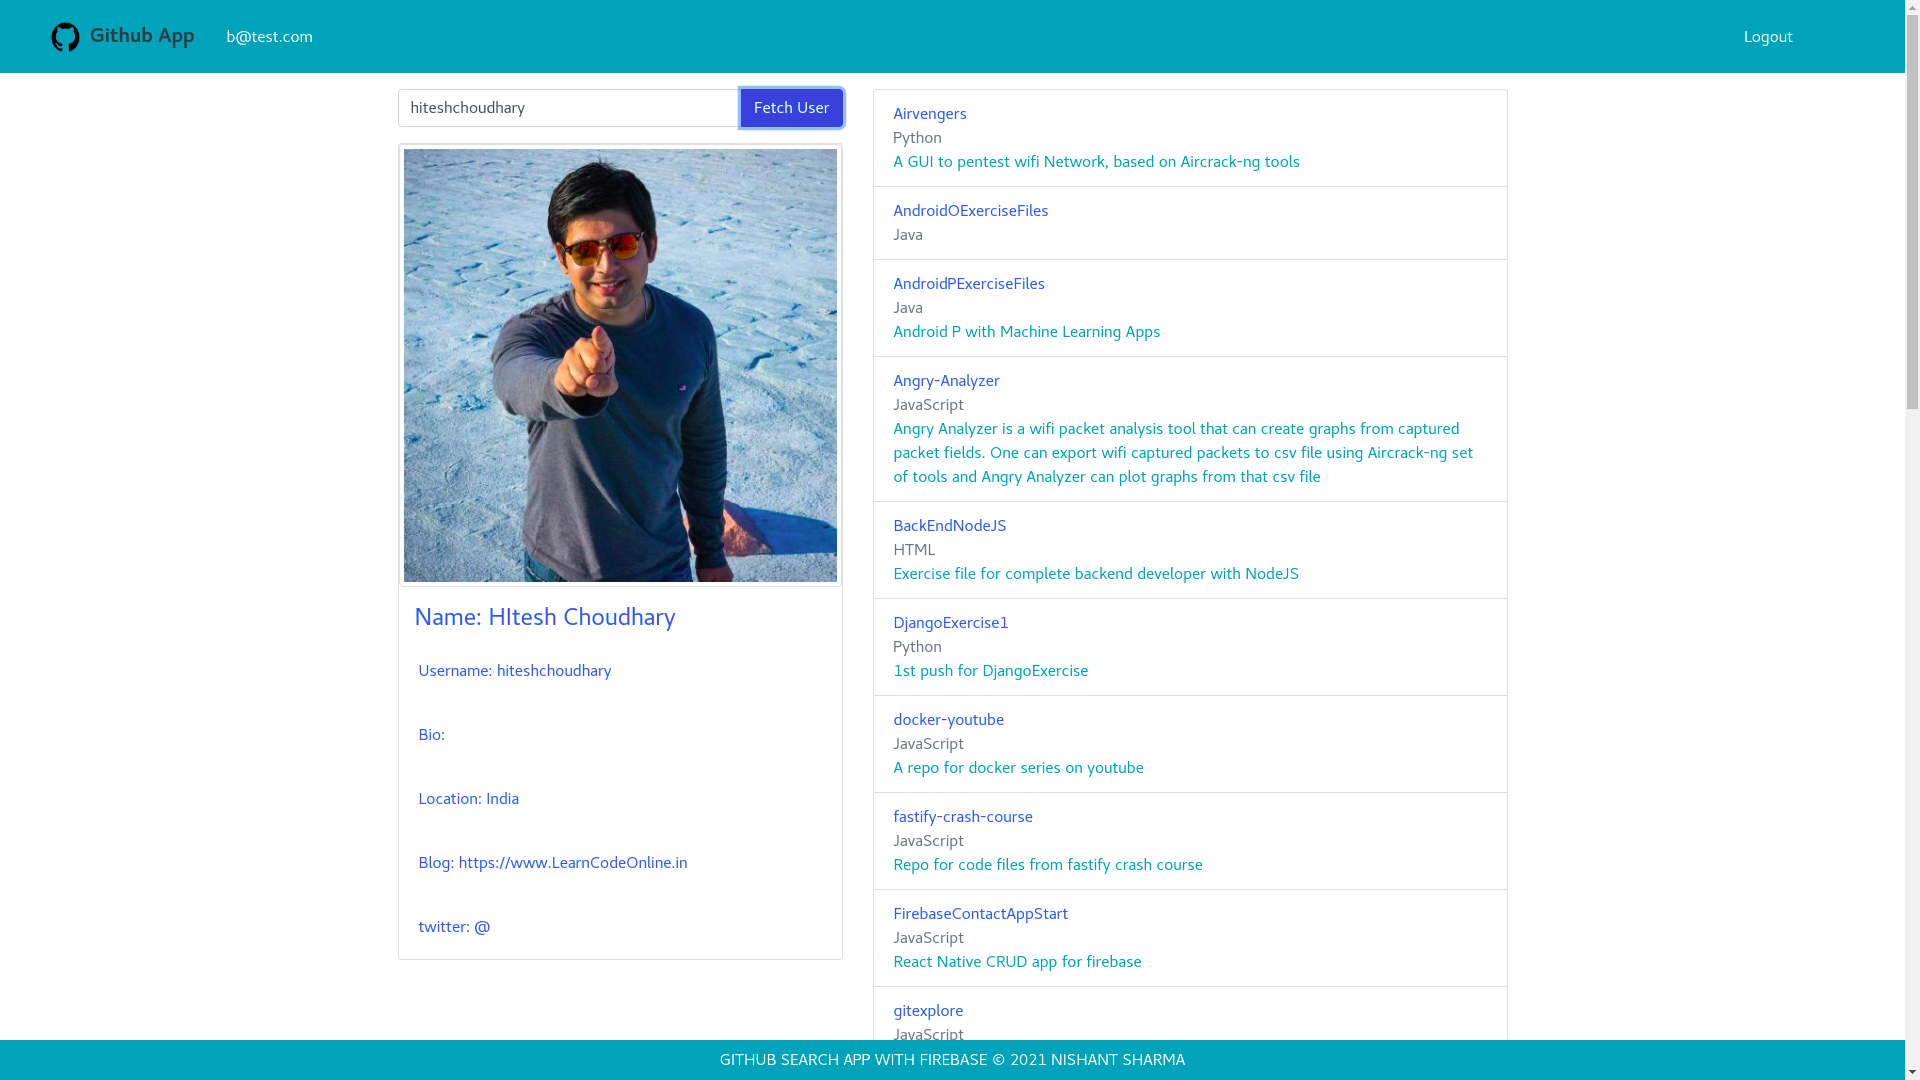 Github App
b@test.com
Logout
hiteshchoudhary
Fetch User
Name: HItesh Choudhary
Username: hiteshchoudhary
Bio:
Location: India
Blog: https://www.LearnCodeOnline.in
twitter: @
Airvengers
Python
A GUI to pentest wifi Network, based on Aircrack-ng tools
AndroidOExerciseFiles
Java
AndroidPExerciseFiles
Java
Android P with Machine Learning Apps
Angry-Analyzer
JavaScript
Angry Analyzer is a wifi packet analysis tool that can create graphs from captured
packet fields. One can export wifi captured packets to csv file using Aircrack-ng set
of tools and Angry Analyzer can plot graphs from that csv file
BackEndNodeJS
HTML
Exercise file for complete backend developer with NodeJS
DjangoExercise1
Python
1st push for DjangoExercise
docker-youtube
JavaScript
A repo for docker series on youtube
fastify-crash-course
JavaScript
Repo for code files from fastify crash course
FirebaseContactAppStart
JavaScript
React Native CRUD app for firebase
gitexplore
JavaScript
GITHUB SEARCH APP WITH FIREBASE © 2021 NISHANT SHARMA